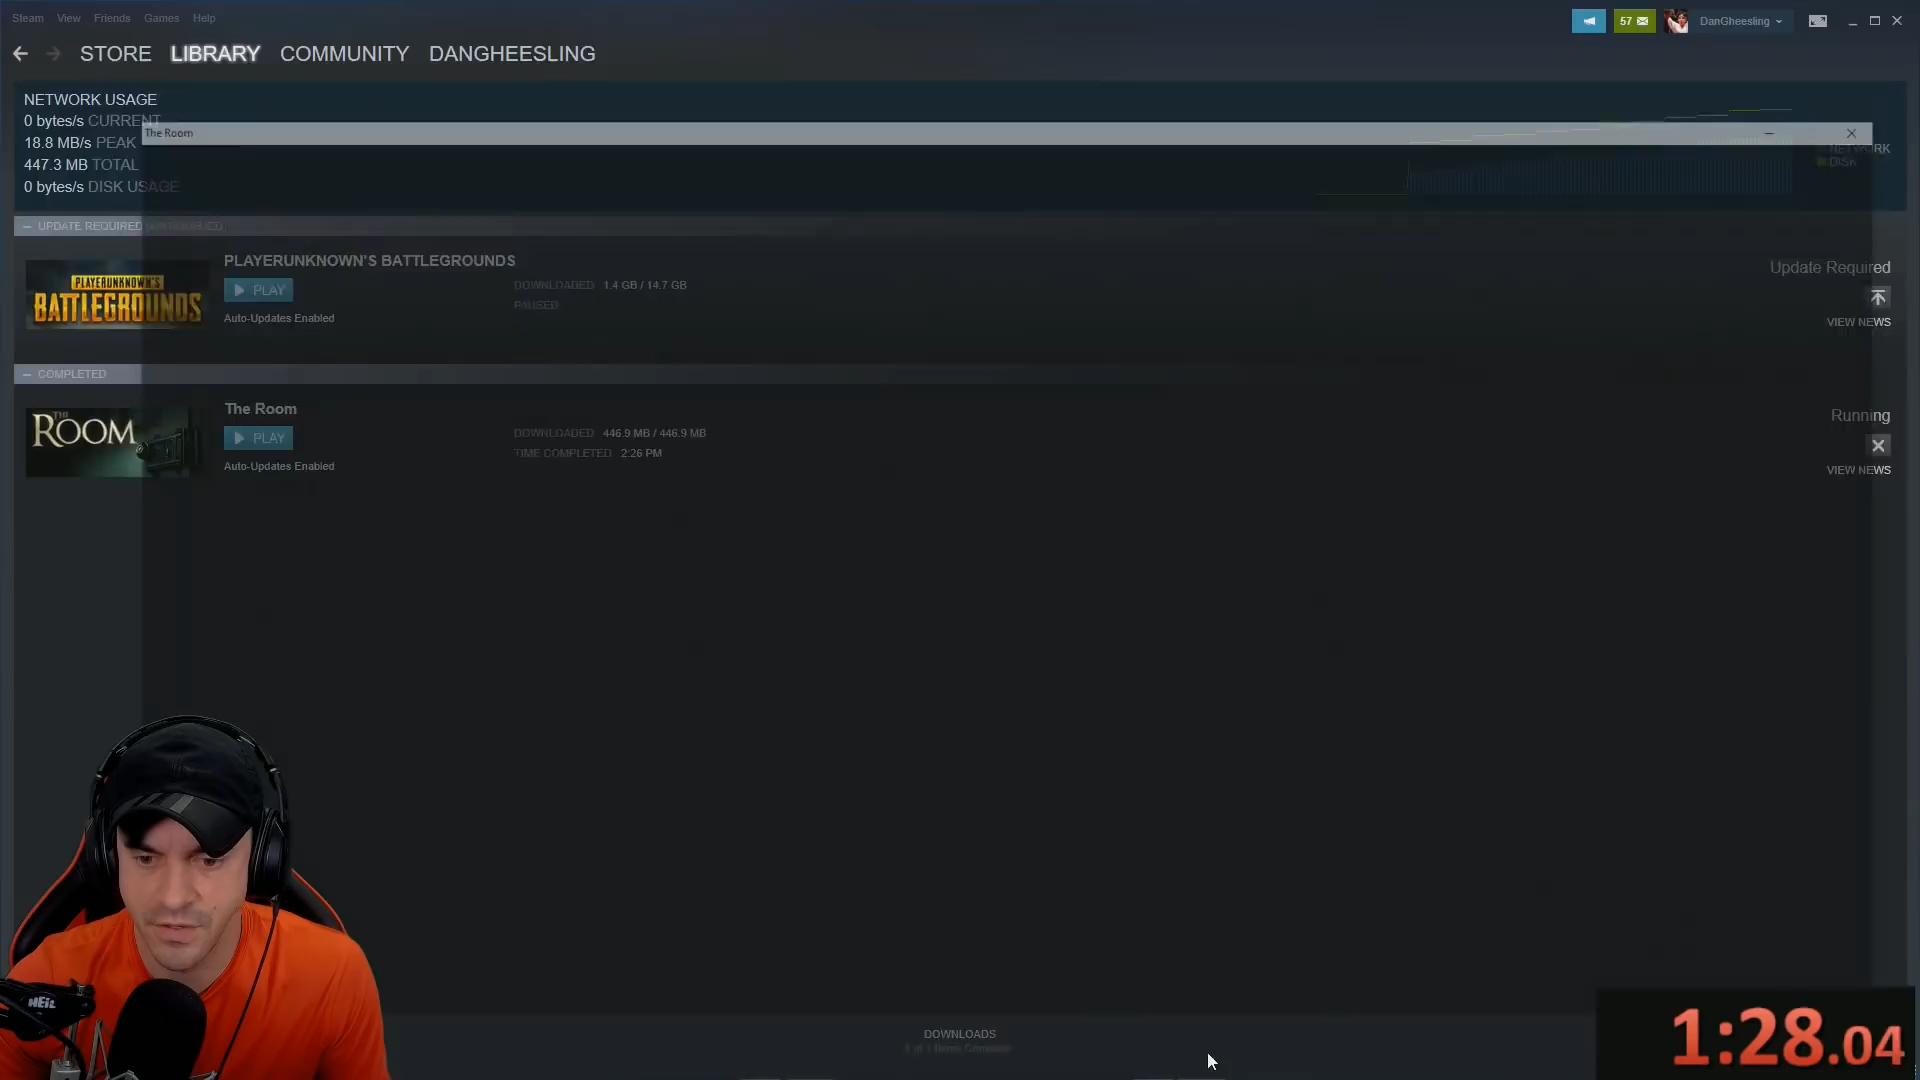 Steam View Friends Games Help
57 DanGheesling
STORE LIBRARY COMMUNITY DANGHEESLING
NETWORK USAGE
0 bytes/s CURRENT
The Room
18.8 MB/s PEAK
NETWORK
DISK
447.3 MB TOTAL
0 bytes/s DISK USAGE
UPDATE REQUIRED
PLAYERUNKNOWN'S BATTLEGROUNDS
Update Required
PLAYERUNKNOWN'S
BATTLEGROUNDS
PLAY
DOWNLOADED 1.4 GB / 14.7 GB
PAUSED
Auto-Updates Enabled
VIEW NEWS
COMPLETED
The Room
Running
THE
ROOM
PLAY
DOWNLOADED 446.9 MB / 446.9 MB
TIME COMPLETED 2:26 PM
Auto-Updates Enabled
VIEW NEWS
HEiL
DOWNLOADS
1:28.04